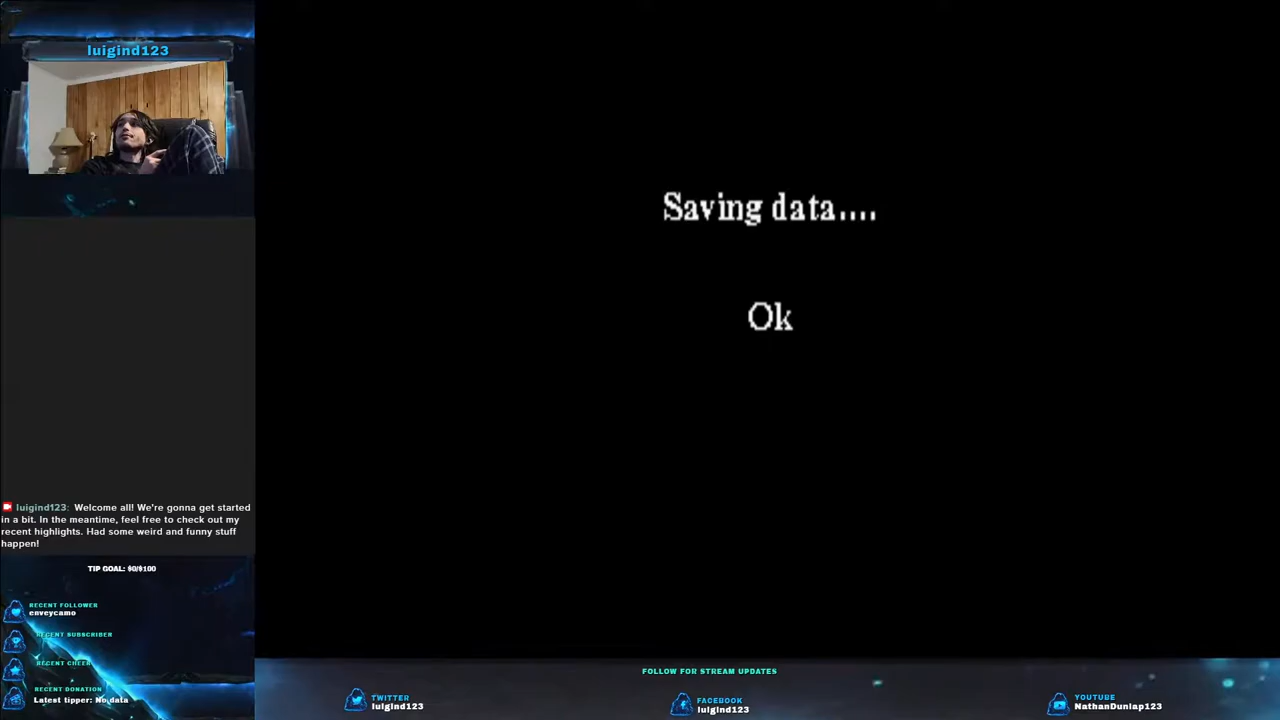 luigind123
Saving data....
Ok
luigind123: Welcome all! We're gonna get started
in a bit. In the meantime, feel free to check out my
recent highlights. Had some weird and funny stuff
happen!
TIP GOAL: $0/$100
RECENT FOLLOWER
enveycamo
RECENT SUBSCRIBER
RECENT CHEER
RECENT DONATION
Latest tipper: No data
FOLLOW FOR STREAM UPDATES
TWITTER
luigind123
FACEBOOK
luigind123
YOUTUBE
NathanDunlap123